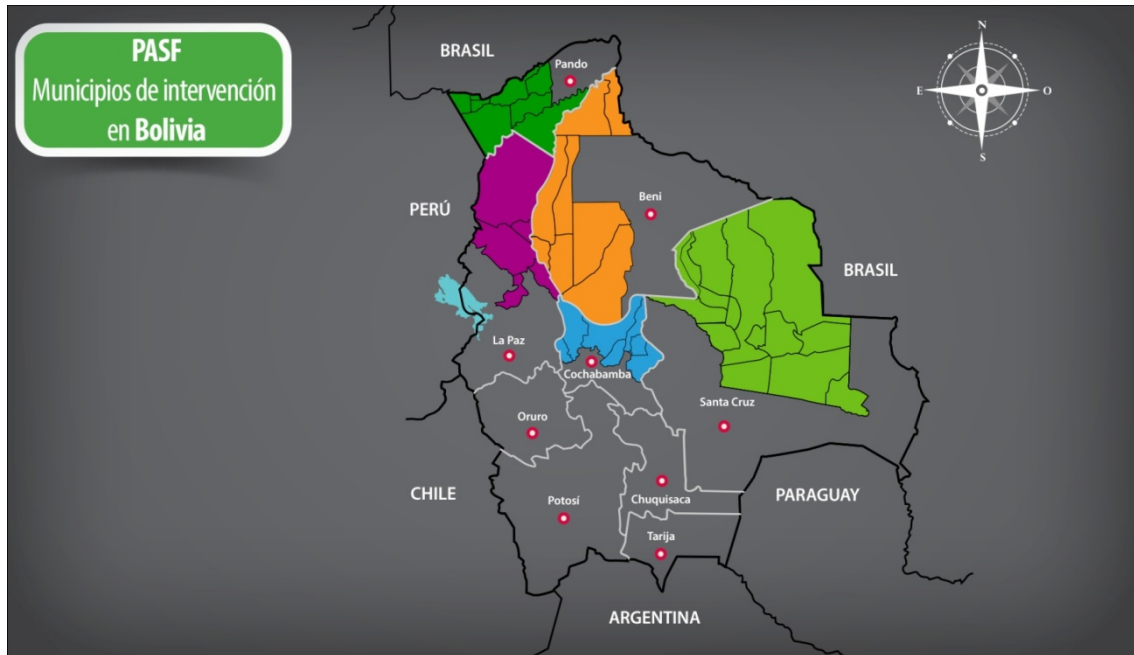 PASF
Municipios de intervención
en Bolivia
BRASIL
Pando
N
E
O
S
Beni
PERÚ
BRASIL
La Paz
Cochabamba
Santa Cruz
Oruro
CHILE
PARAGUAY
Potosí
Chuquisaca
Tarija
ARGENTINA